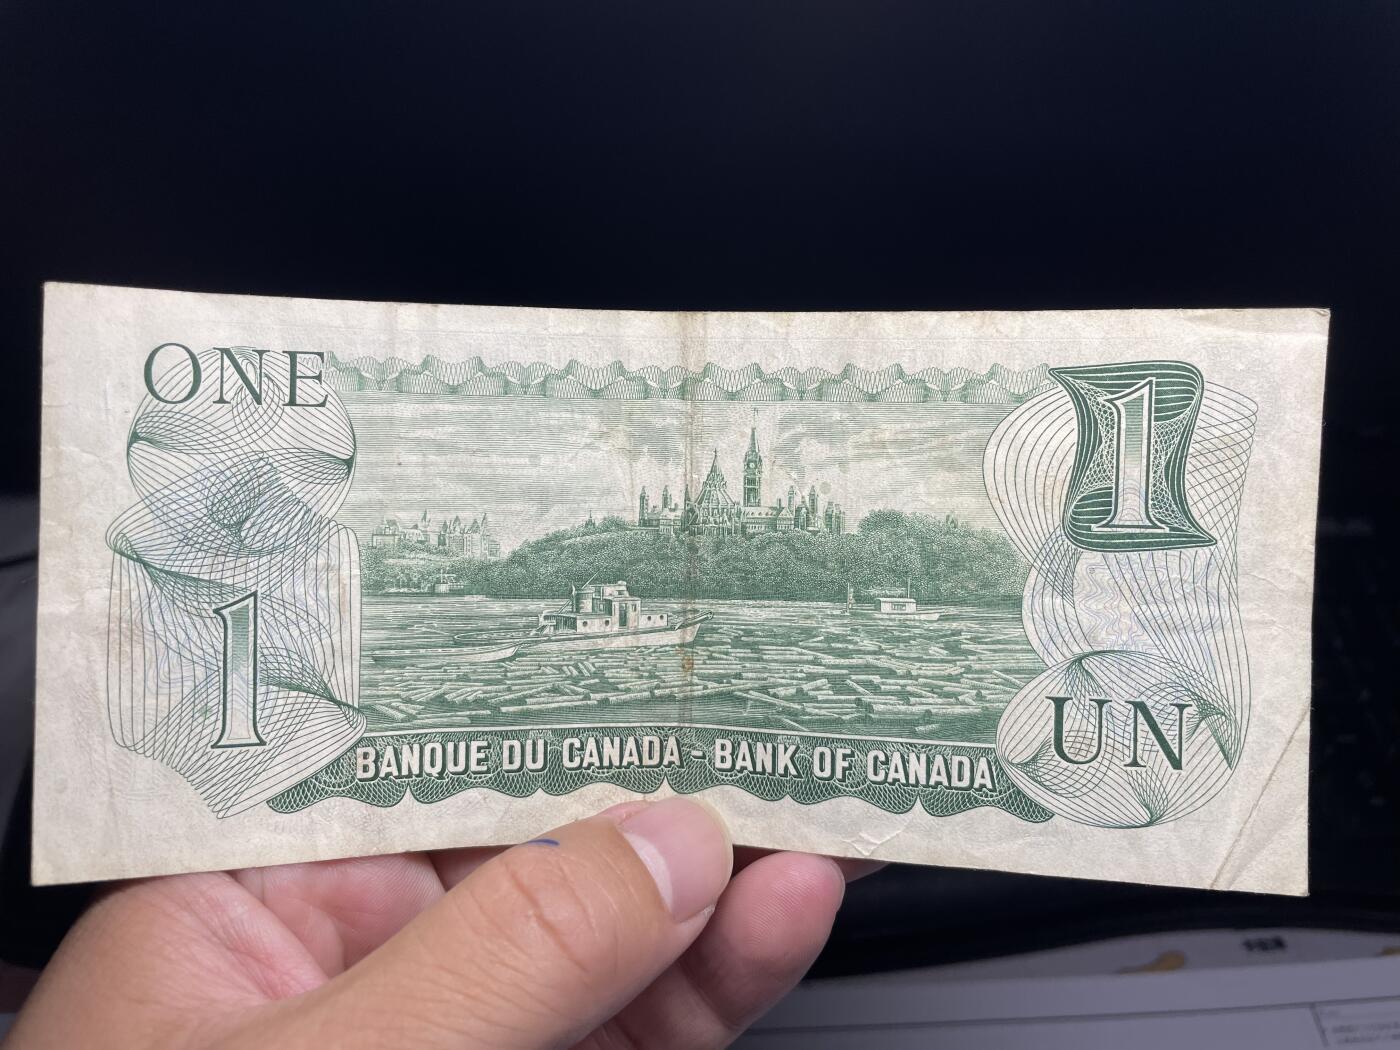 ONE
1
1
BANQUE DU CANADA - BANK OF CANADA
UN